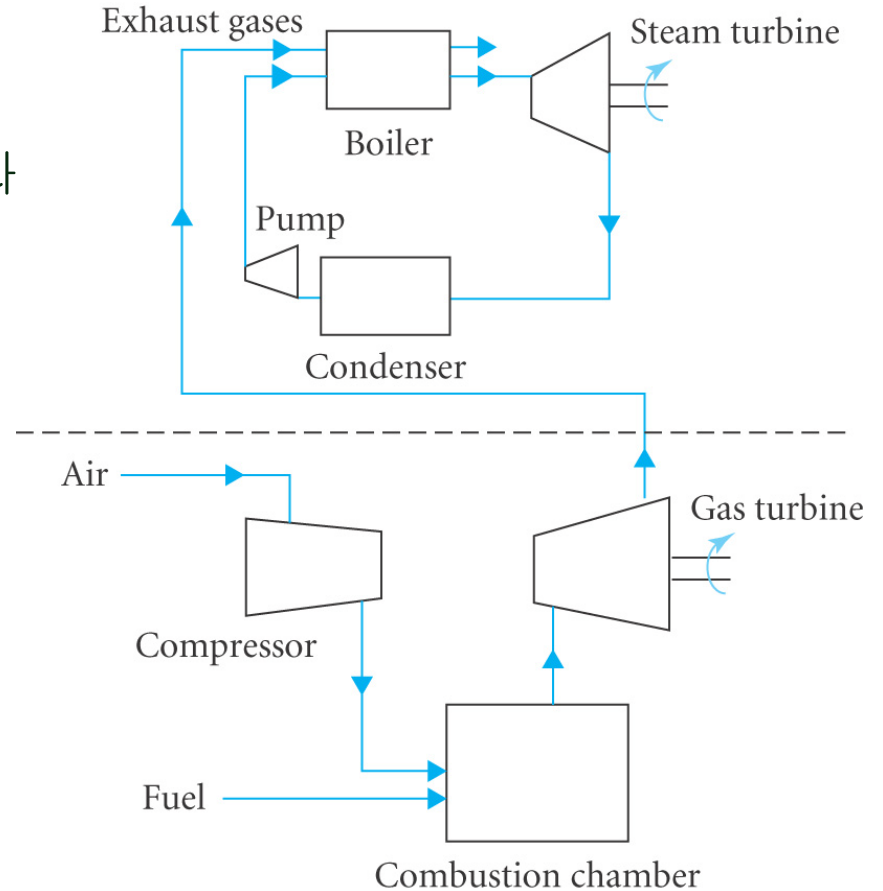 Exhaust gases
Steam turbine
Boiler
Pump
Condenser
Air
Gas turbine
Compressor
Fuel
Combustion chamber